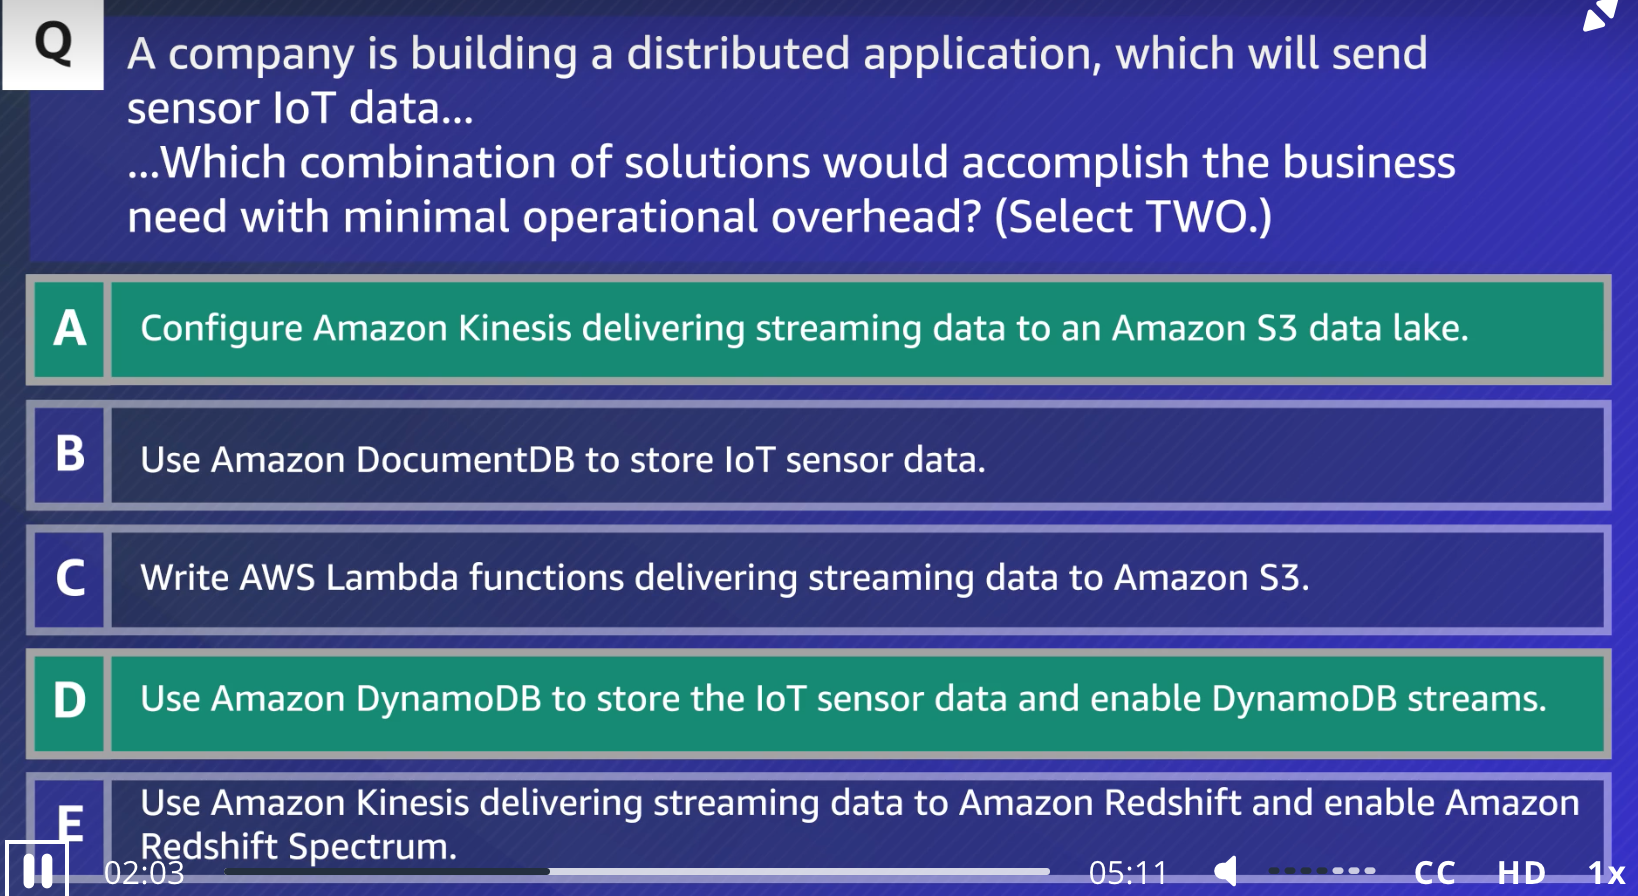 Q
A company is building a distributed application, which will send
sensor IoT data...
...Which combination of solutions would accomplish the business
need with minimal operational overhead? (Select TWO.)
A
Configure Amazon Kinesis delivering streaming data to an Amazon S3 data lake.
B
Use Amazon DocumentDB to store IoT sensor data.
C
Write AWS Lambda functions delivering streaming data to Amazon S3.
D
Use Amazon DynamoDB to store the IoT sensor data and enable DynamoDB streams.
E
Use Amazon Kinesis delivering streaming data to Amazon Redshift and enable Amazon
Redshift Spectrum.
02:03
05:11
CC
HD
1x